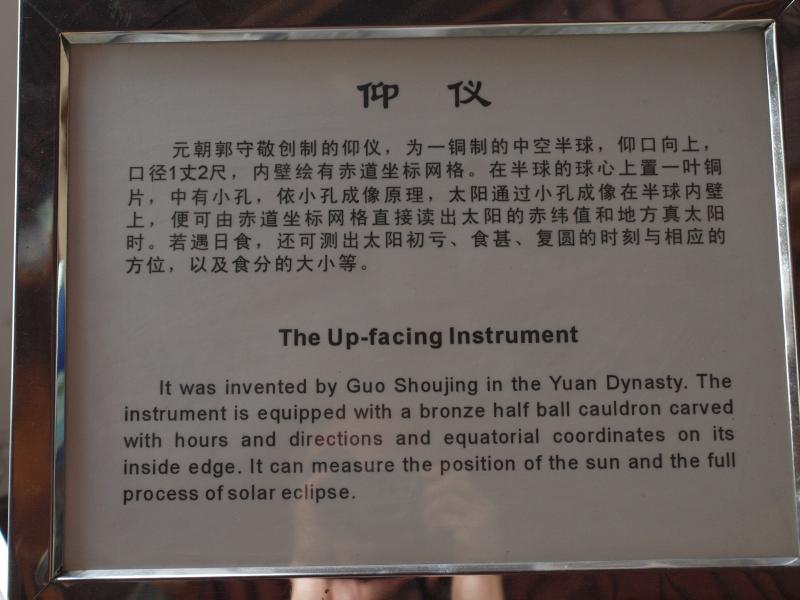 仰 仪
元朝郭守敬创制的仰仪，为一铜制的中空半球，仰口向上，
口径1丈2尺，内壁绘有赤道坐标网格。在半球的球心上置一叶铜
片，中有小孔，依小孔成像原理，太阳通过小孔成像在半球内壁
上，便可由赤道坐标网格直接读出太阳的赤纬值和地方真太阳
时。若遇日食，还可测出太阳初亏、食甚、复圆的时刻与相应的
方位，以及食分的大小等。
The Up-facing Instrument
It was invented by Guo Shoujing in the Yuan Dynasty. The
instrument is equipped with a bronze half ball cauldron carved
with hours and directions and equatorial coordinates on its
inside edge. It can measure the position of the sun and the full
process of solar eclipse.